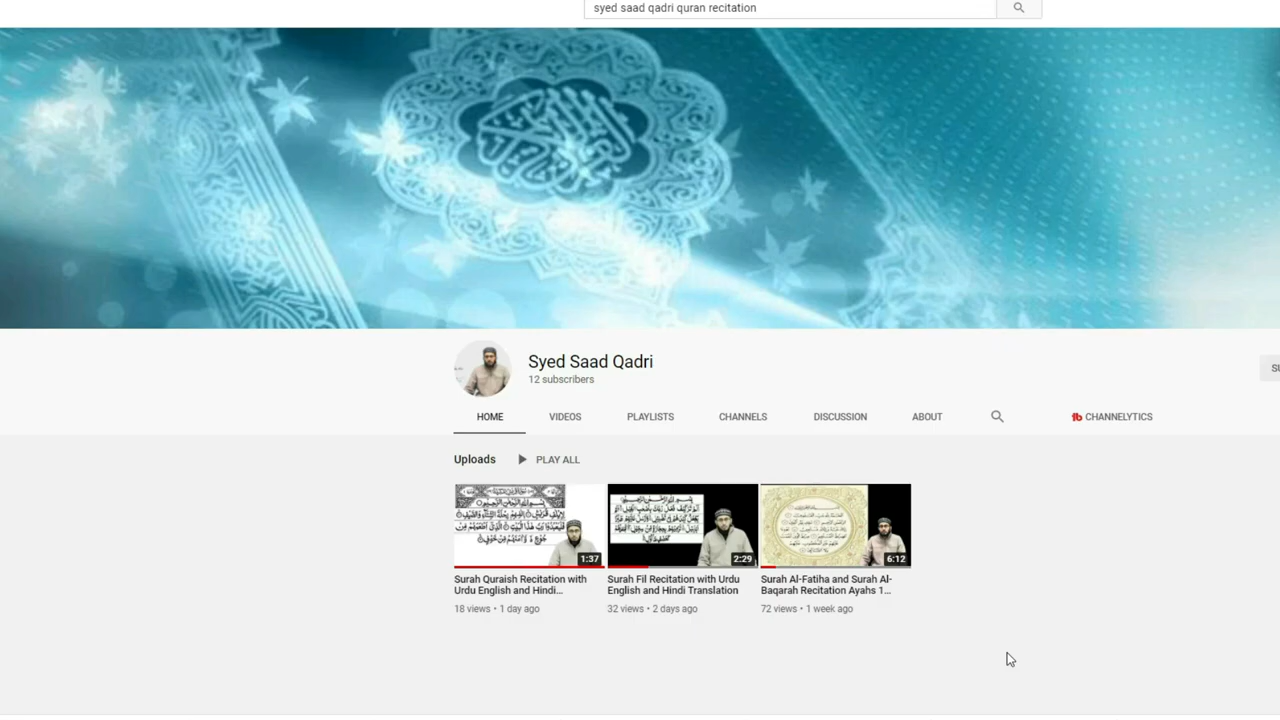 syed saad qadri quran recitation
Syed Saad Qadri
12 subscribers
HOME VIDEOS PLAYLISTS CHANNELS DISCUSSION ABOUT CHANNELYTICS
Uploads PLAY ALL
1:37 2:29 6:12
Surah Quraish Recitation with
Urdu English and Hindi...
18 views • 1 day ago
Surah Fil Recitation with Urdu
English and Hindi Translation
32 views • 2 days ago
Surah Al-Fatiha and Surah Al-
Baqarah Recitation Ayahs 1...
72 views • 1 week ago